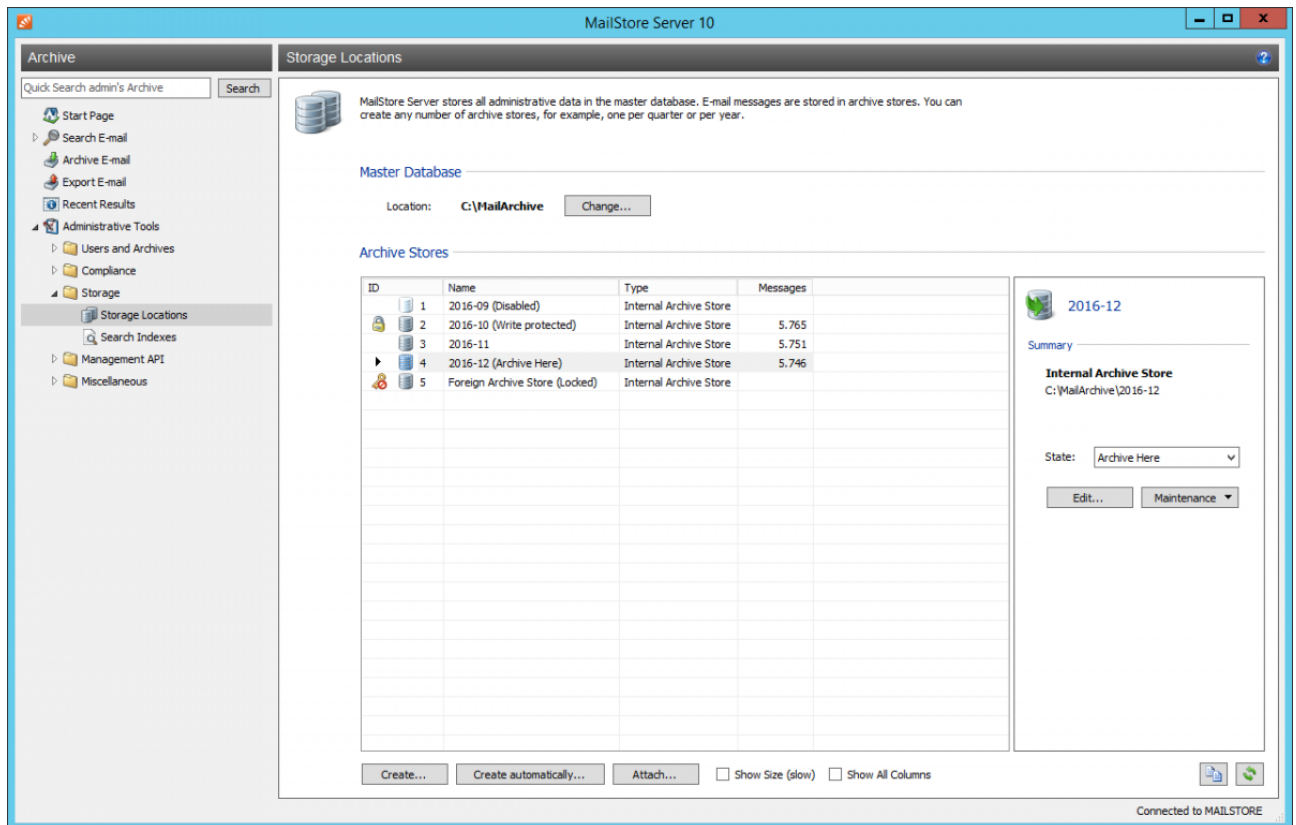 MailStore Server 10
Archive
Quick Search admin's Archive
Search
Start Page
Search E-mail
Archive E-mail
Export E-mail
Recent Results
Administrative Tools
Users and Archives
Compliance
Storage
Storage Locations
Search Indexes
Management API
Miscellaneous
Storage Locations
MailStore Server stores all administrative data in the master database. E-mail messages are stored in archive stores. You can
create any number of archive stores, for example, one per quarter or per year.
Master Database
Location: C:\MailArchive Change...
Archive Stores
ID Name Type Messages
1 2016-09 (Disabled) Internal Archive Store
2 2016-10 (Write protected) Internal Archive Store 5.765
3 2016-11 Internal Archive Store 5.751
4 2016-12 (Archive Here) Internal Archive Store 5.746
5 Foreign Archive Store (Locked) Internal Archive Store
2016-12
Summary
Internal Archive Store
C:\MailArchive\2016-12
State: Archive Here
Edit... Maintenance
Create... Create automatically... Attach... Show Size (slow) Show All Columns
Connected to MAILSTORE